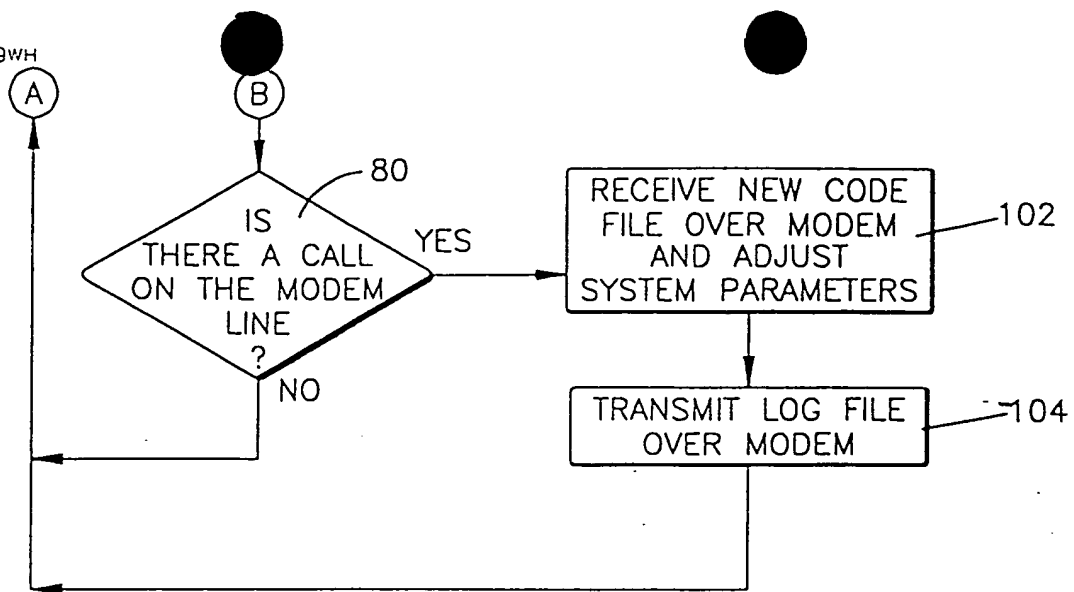 9WH
A
B
80
IS
THERE A CALL
ON THE MODEM
LINE
?
YES
NO
RECEIVE NEW CODE
FILE OVER MODEM
AND ADJUST
SYSTEM PARAMETERS
102
TRANSMIT LOG FILE
OVER MODEM
104